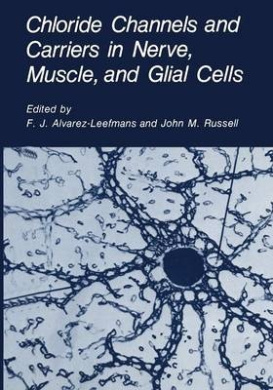 Chloride Channels and
Carriers in Nerve,
Muscle, and Glial Cells
Edited by
F. J. Alvarez-Leefmans and John M. Russell